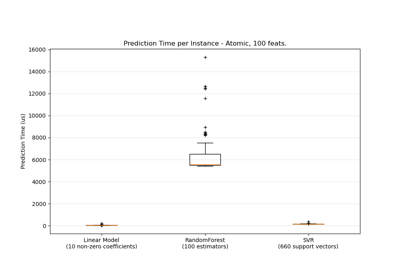 Prediction Time per Instance - Atomic, 100 feats.
16000
14000
12000
10000
8000
6000
4000
2000
0
Prediction Time (us)
Linear Model
(10 non-zero coefficients)
RandomForest
(100 estimators)
SVR
(660 support vectors)